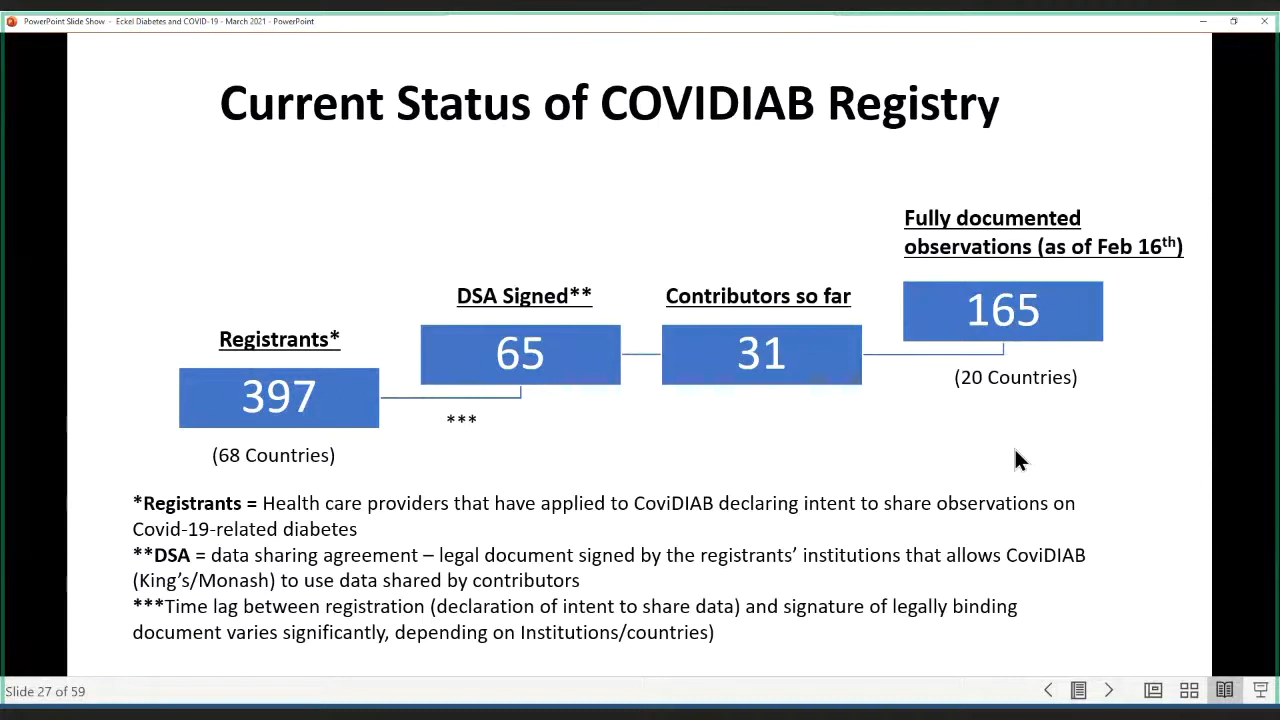 PowerPoint Slide Show - Eckel Diabetes and COVID-19 - March 2021 - PowerPoint
Current Status of COVIDIAB Registry
Fully documented
observations (as of Feb 16th)
DSA Signed**
Contributors so far
Registrants*
165
65
31
397
(20 Countries)
***
(68 Countries)
*Registrants = Health care providers that have applied to CoviDIAB declaring intent to share observations on
Covid-19-related diabetes
**DSA = data sharing agreement – legal document signed by the registrants’ institutions that allows CoviDIAB
(King’s/Monash) to use data shared by contributors
***Time lag between registration (declaration of intent to share data) and signature of legally binding
document varies significantly, depending on Institutions/countries)
Slide 27 of 59